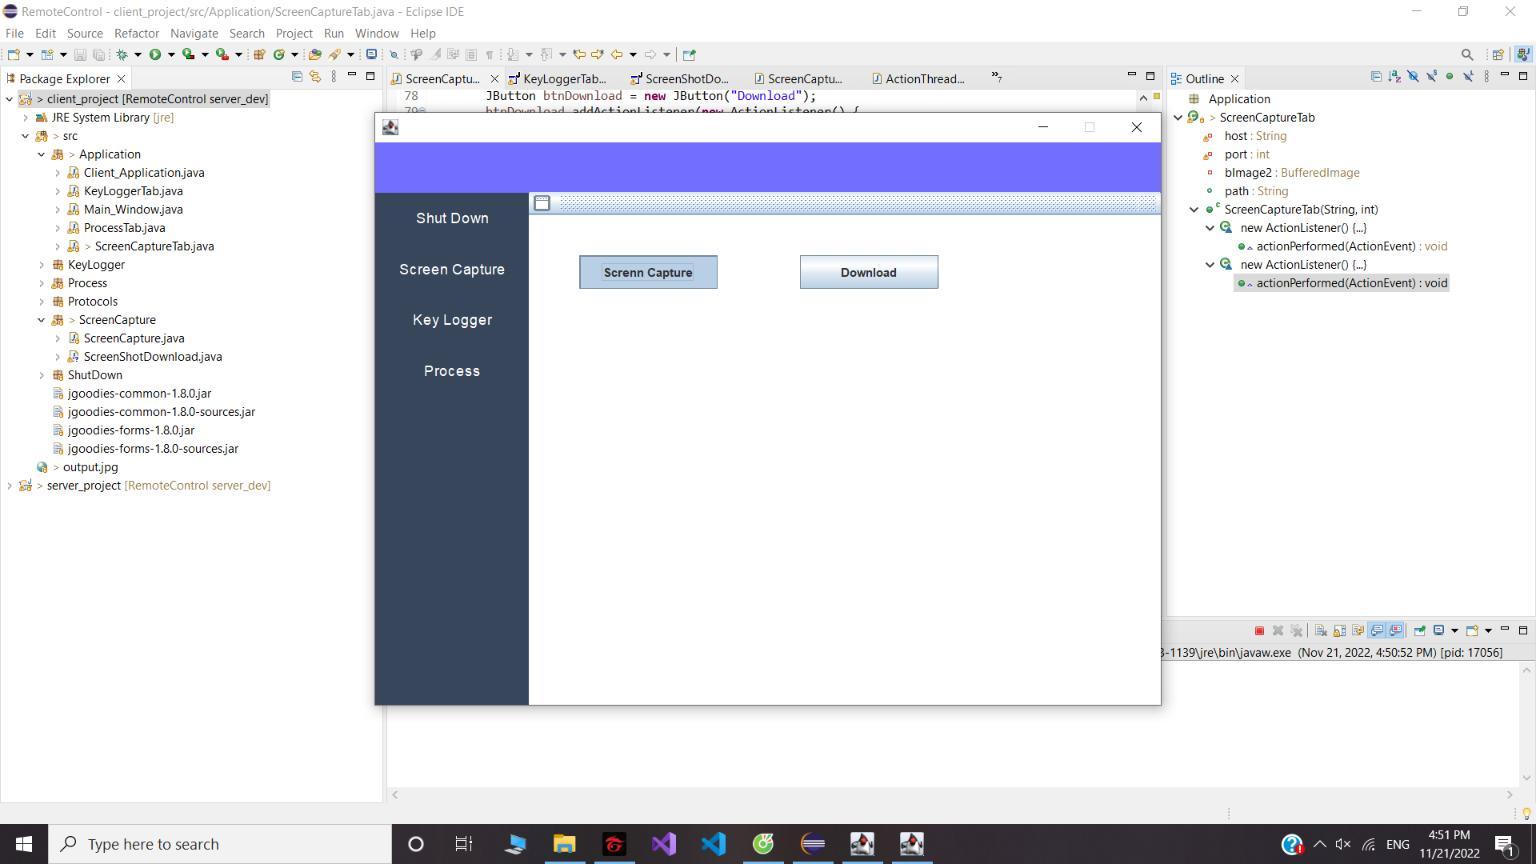 RemoteControl - client_project/src/Application/ScreenCaptureTab.java - Eclipse IDE
File Edit Source Refactor Navigate Search Project Run Window Help
Package Explorer
client_project [RemoteControl server_dev]
JRE System Library [jre]
src
Application
Client_Application.java
KeyLoggerTab.java
Main_Window.java
ProcessTab.java
ScreenCaptureTab.java
KeyLogger
Process
Protocols
ScreenCapture
ScreenCapture.java
ScreenShotDownload.java
ShutDown
jgoodies-common-1.8.0.jar
jgoodies-common-1.8.0-sources.jar
jgoodies-forms-1.8.0.jar
jgoodies-forms-1.8.0-sources.jar
output.jpg
server_project [RemoteControl server_dev]
ScreenCaptu... KeyLoggerTab... ScreenShotDo... ScreenCaptu... ActionThread... »7
78 JButton btnDownload = new JButton("Download");
79 btnDownload.addActionListener(new ActionListener() {
Shut Down
Screen Capture
Key Logger
Process
Screnn Capture
Download
Outline
Application
ScreenCaptureTab
host : String
port : int
bImage2 : BufferedImage
path : String
ScreenCaptureTab(String, int)
new ActionListener() {...}
actionPerformed(ActionEvent) : void
new ActionListener() {...}
actionPerformed(ActionEvent) : void
3-1139\jre\bin\javaw.exe (Nov 21, 2022, 4:50:52 PM) [pid: 17056]
Type here to search
ENG
4:51 PM
11/21/2022
1